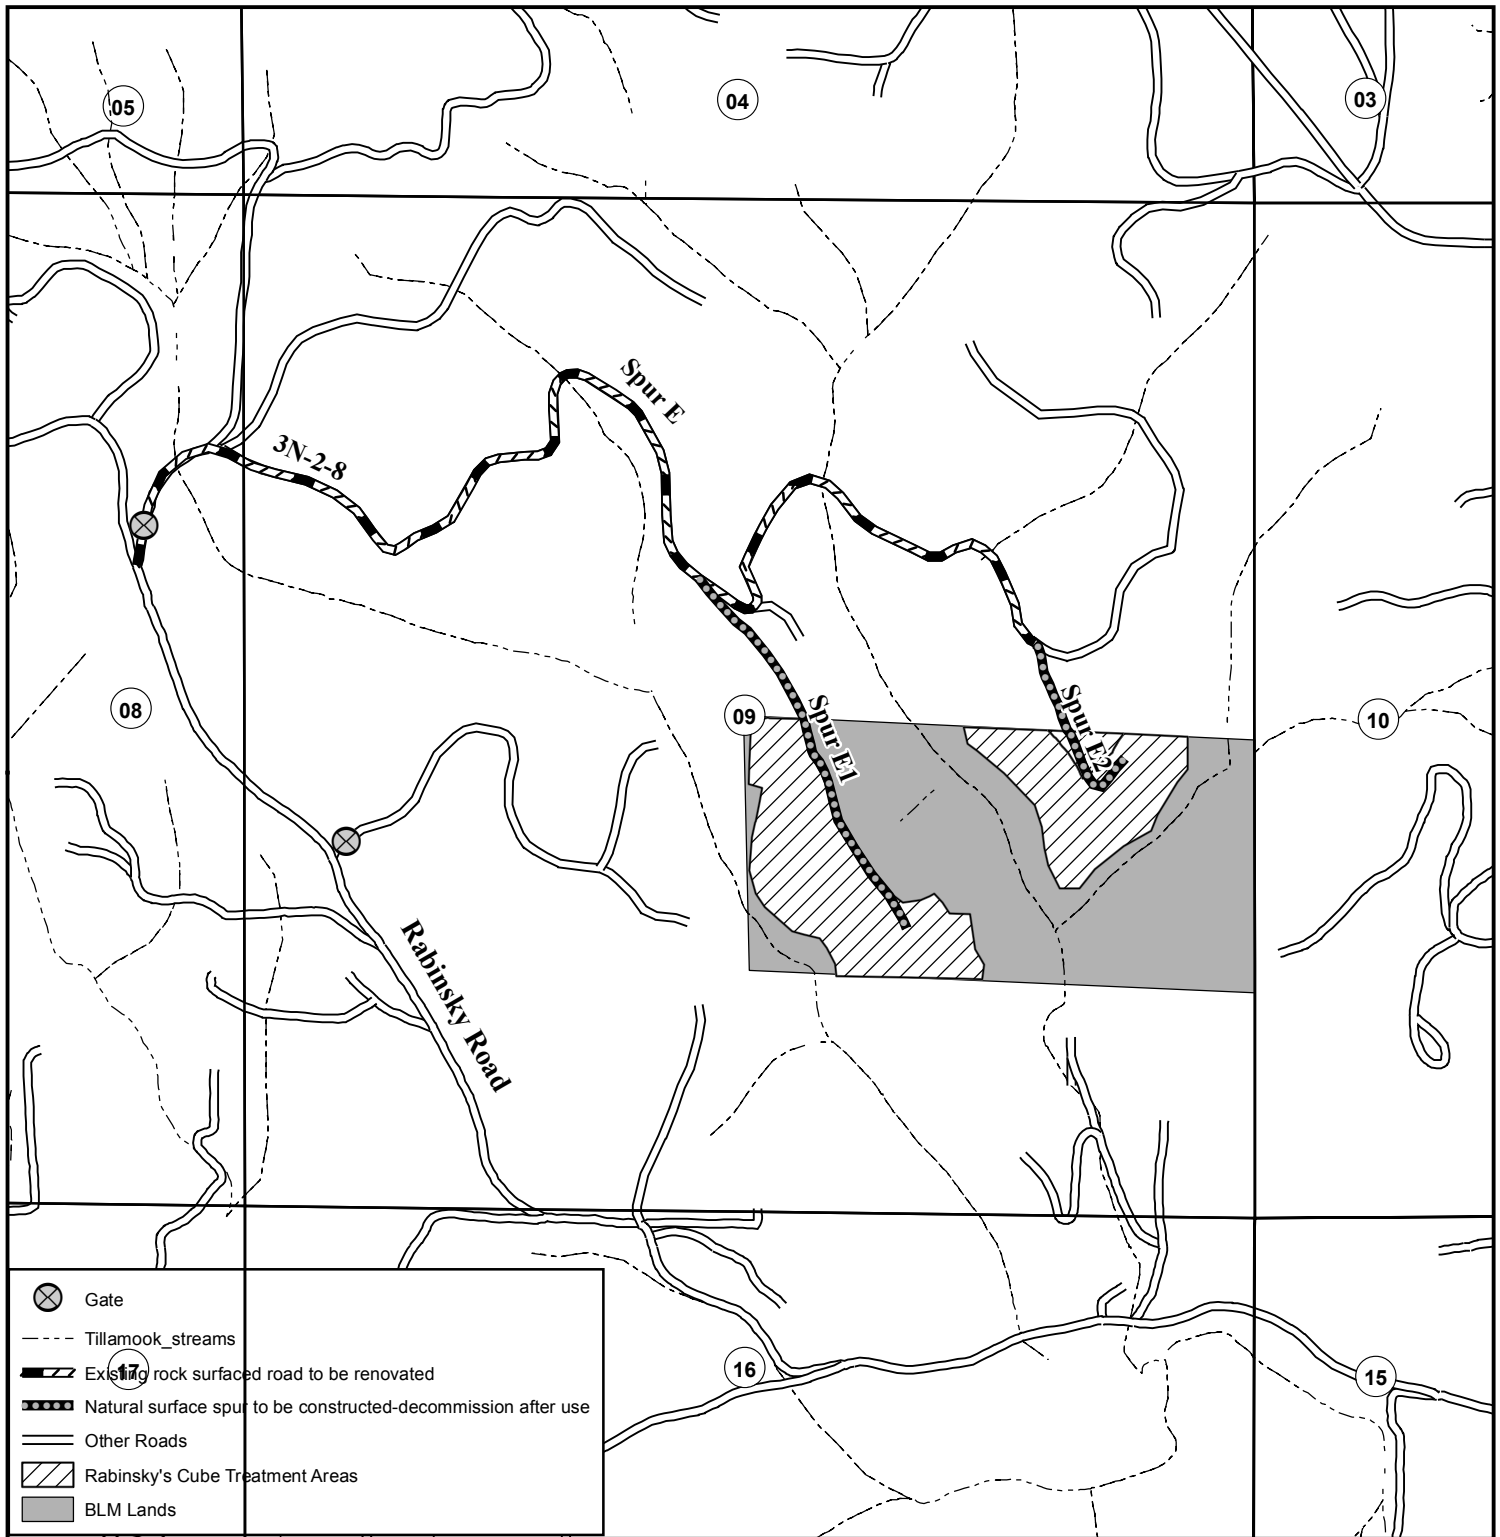 05
04
03
Spur E
3N-2-8
08
09
10
Spur E1
Spur E2
Rabinsky Road
Gate
Tillamook_streams
17
Existing rock surfaced road to be renovated
Natural surface spur to be constructed-decommission after use
Other Roads
Rabinsky's Cube Treatment Areas
BLM Lands
16
15